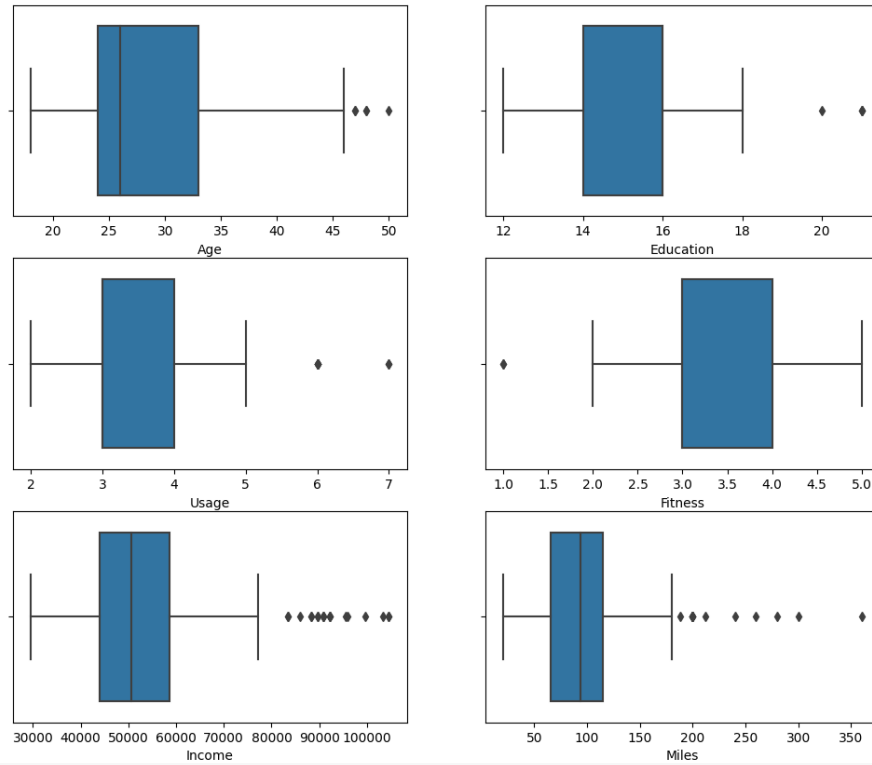 20 25 30 35 40 45 50
Age
12 14 16 18 20
Education
2 3 4 5 6 7
Usage
1.0 1.5 2.0 2.5 3.0 3.5 4.0 4.5 5.0
Fitness
30000 40000 50000 60000 70000 80000 90000 100000
Income
50 100 150 200 250 300 350
Miles